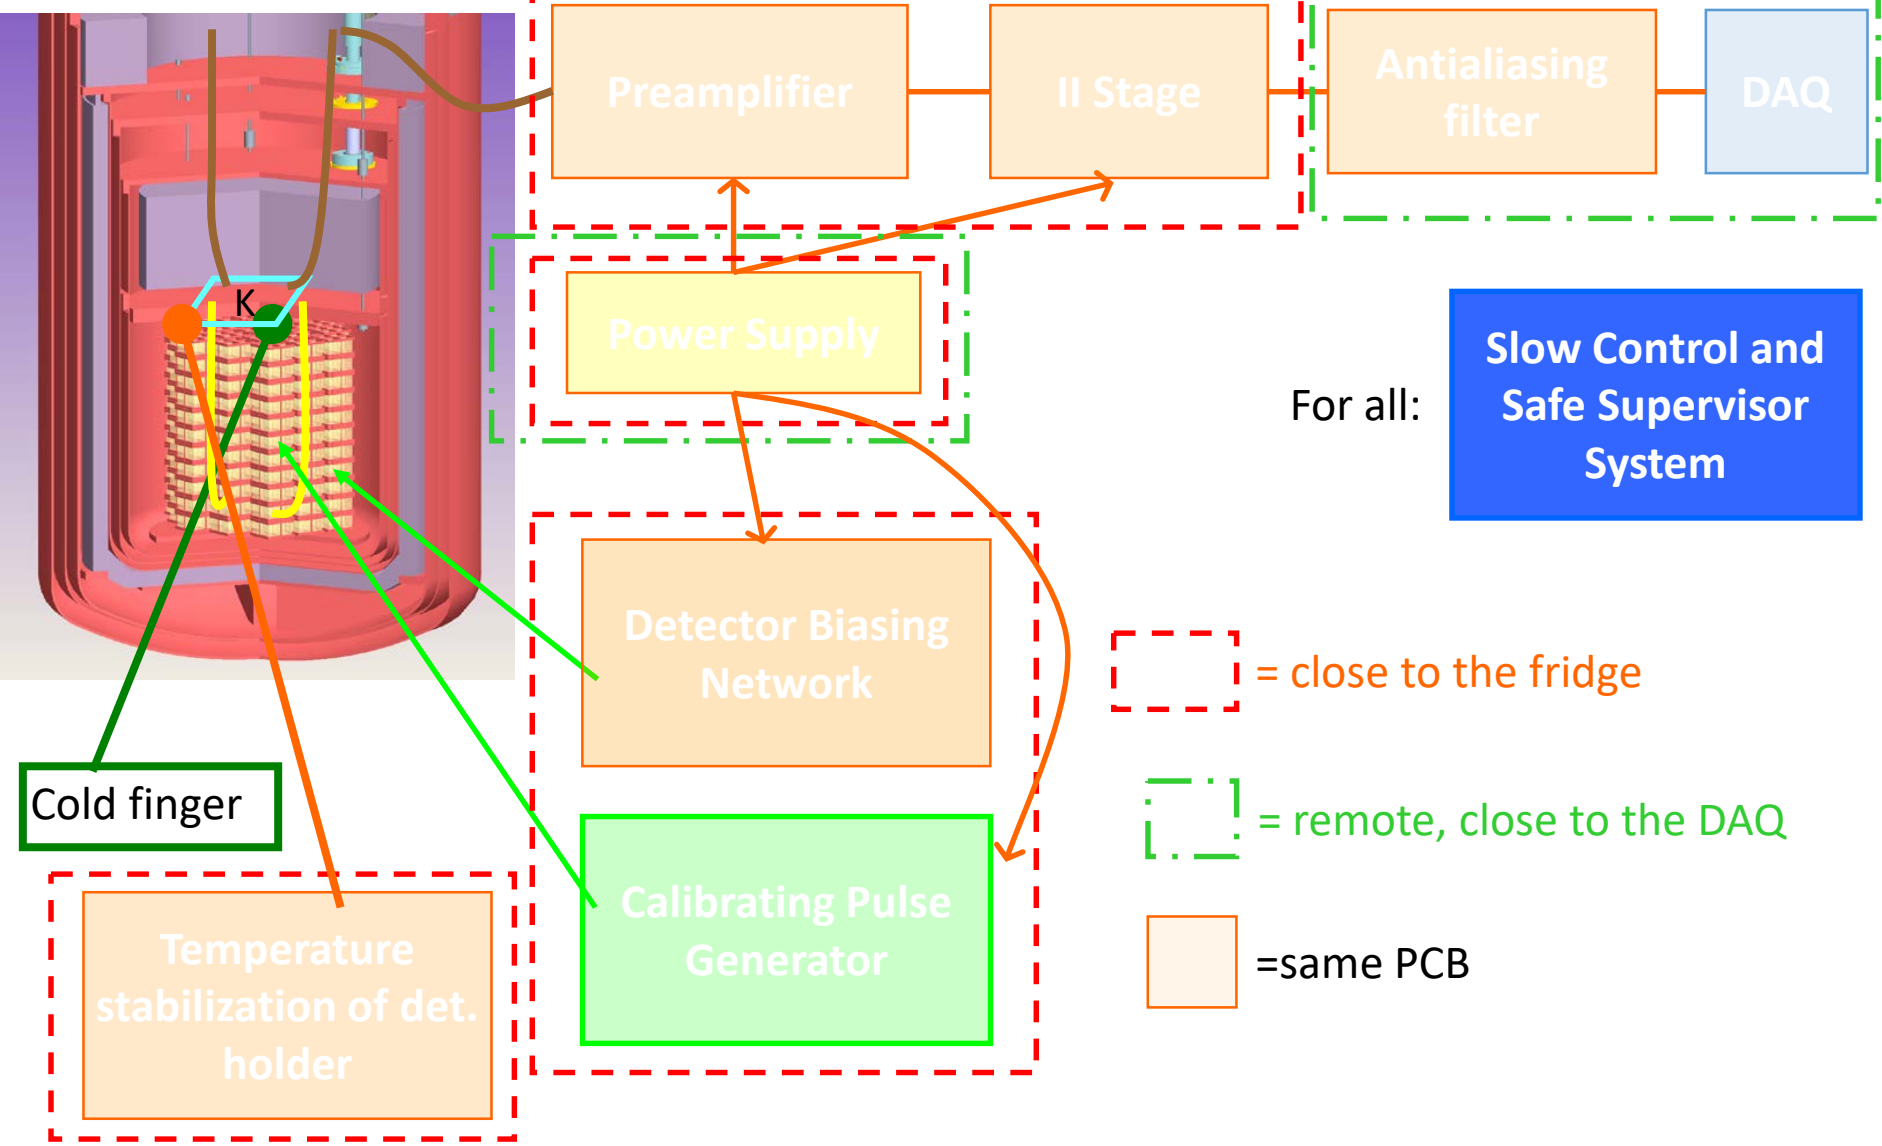 Preamplifier
II Stage
Antialiasing
filter
DAQ
K
Power Supply
For all:
Slow Control and
Safe Supervisor
System
Detector Biasing
Network
= close to the fridge
Cold finger
= remote, close to the DAQ
Calibrating Pulse
Generator
Temperature
stabilization of det.
holder
=same PCB